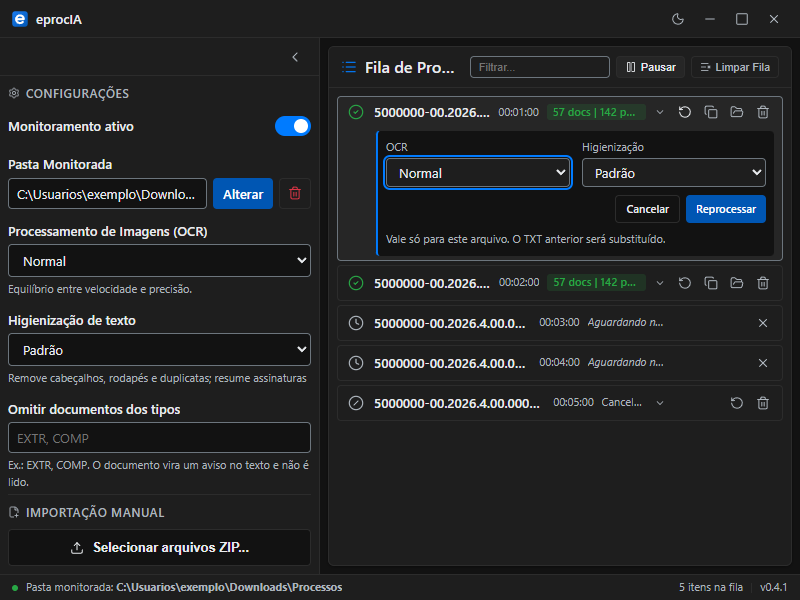 e eprocIA
CONFIGURAÇÕES
Monitoramento ativo
Pasta Monitorada
C:\Usuarios\exemplo\Downlo...
Alterar
Processamento de Imagens (OCR)
Normal
Equilíbrio entre velocidade e precisão.
Higienização de texto
Padrão
Remove cabeçalhos, rodapés e duplicatas; resume assinaturas
Omitir documentos dos tipos
EXTR, COMP
Ex.: EXTR, COMP. O documento vira um aviso no texto e não é
lido.
IMPORTAÇÃO MANUAL
Selecionar arquivos ZIP...
Fila de Pro...
Filtrar...
Pausar
Limpar Fila
5000000-00.2026.... 00:01:00 57 docs | 142 p...
OCR
Higienização
Normal
Padrão
Cancelar
Reprocessar
Vale só para este arquivo. O TXT anterior será substituído.
5000000-00.2026.... 00:02:00 57 docs | 142 p...
5000000-00.2026.4.00.0... 00:03:00 Aguardando n...
5000000-00.2026.4.00.0... 00:04:00 Aguardando n...
5000000-00.2026.4.00.000... 00:05:00 Cancel...
Pasta monitorada: C:\Usuarios\exemplo\Downloads\Processos
5 itens na fila
v0.4.1